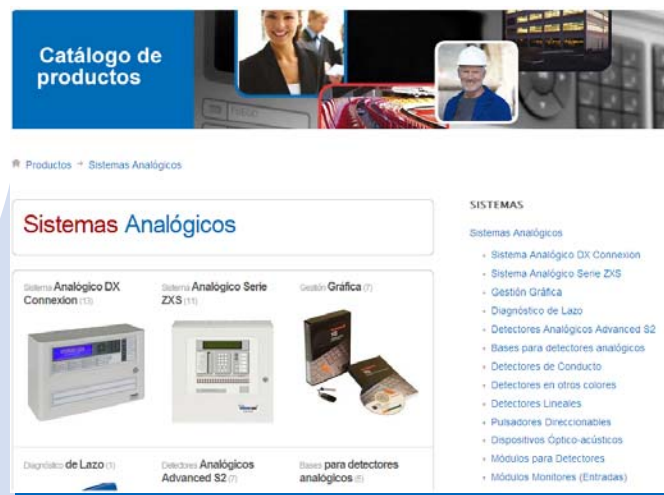 Catálogo de
productos
FUEGO
Productos → Sistemas Analógicos
Sistemas Analógicos
Sistema Analógico DX
Connexion (13)
Sistema Analógico Serie
ZXS (11)
Gestión Gráfica (7)
Diagnóstico de Lazo (1)
Detectores Analógicos
Advanced S2 (7)
Bases para detectores
analógicos (6)
SISTEMAS
Sistemas Analógicos
Sistema Analógico DX Connexion
Sistema Analógico Serie ZXS
Gestión Gráfica
Diagnóstico de Lazo
Detectores Analógicos Advanced S2
Bases para detectores analógicos
Detectores de Conducto
Detectores en otros colores
Detectores Lineales
Pulsadores Direccionables
Dispositivos Óptico-acústicos
Módulos para Detectores
Módulos Monitores (Entradas)